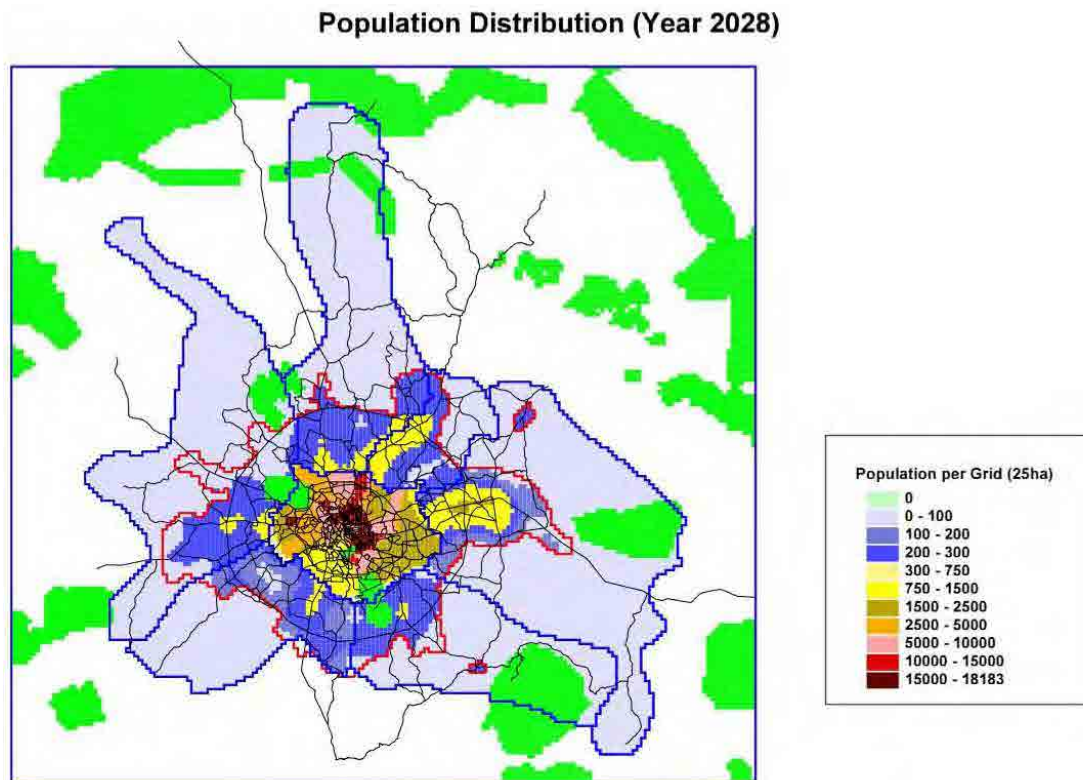 Population Distribution (Year 2028)
Population per Grid (25ha)
0
0 - 100
100 - 200
200 - 300
300 - 750
750 - 1500
1500 - 2500
2500 - 5000
5000 - 10000
10000 - 15000
15000 - 18183